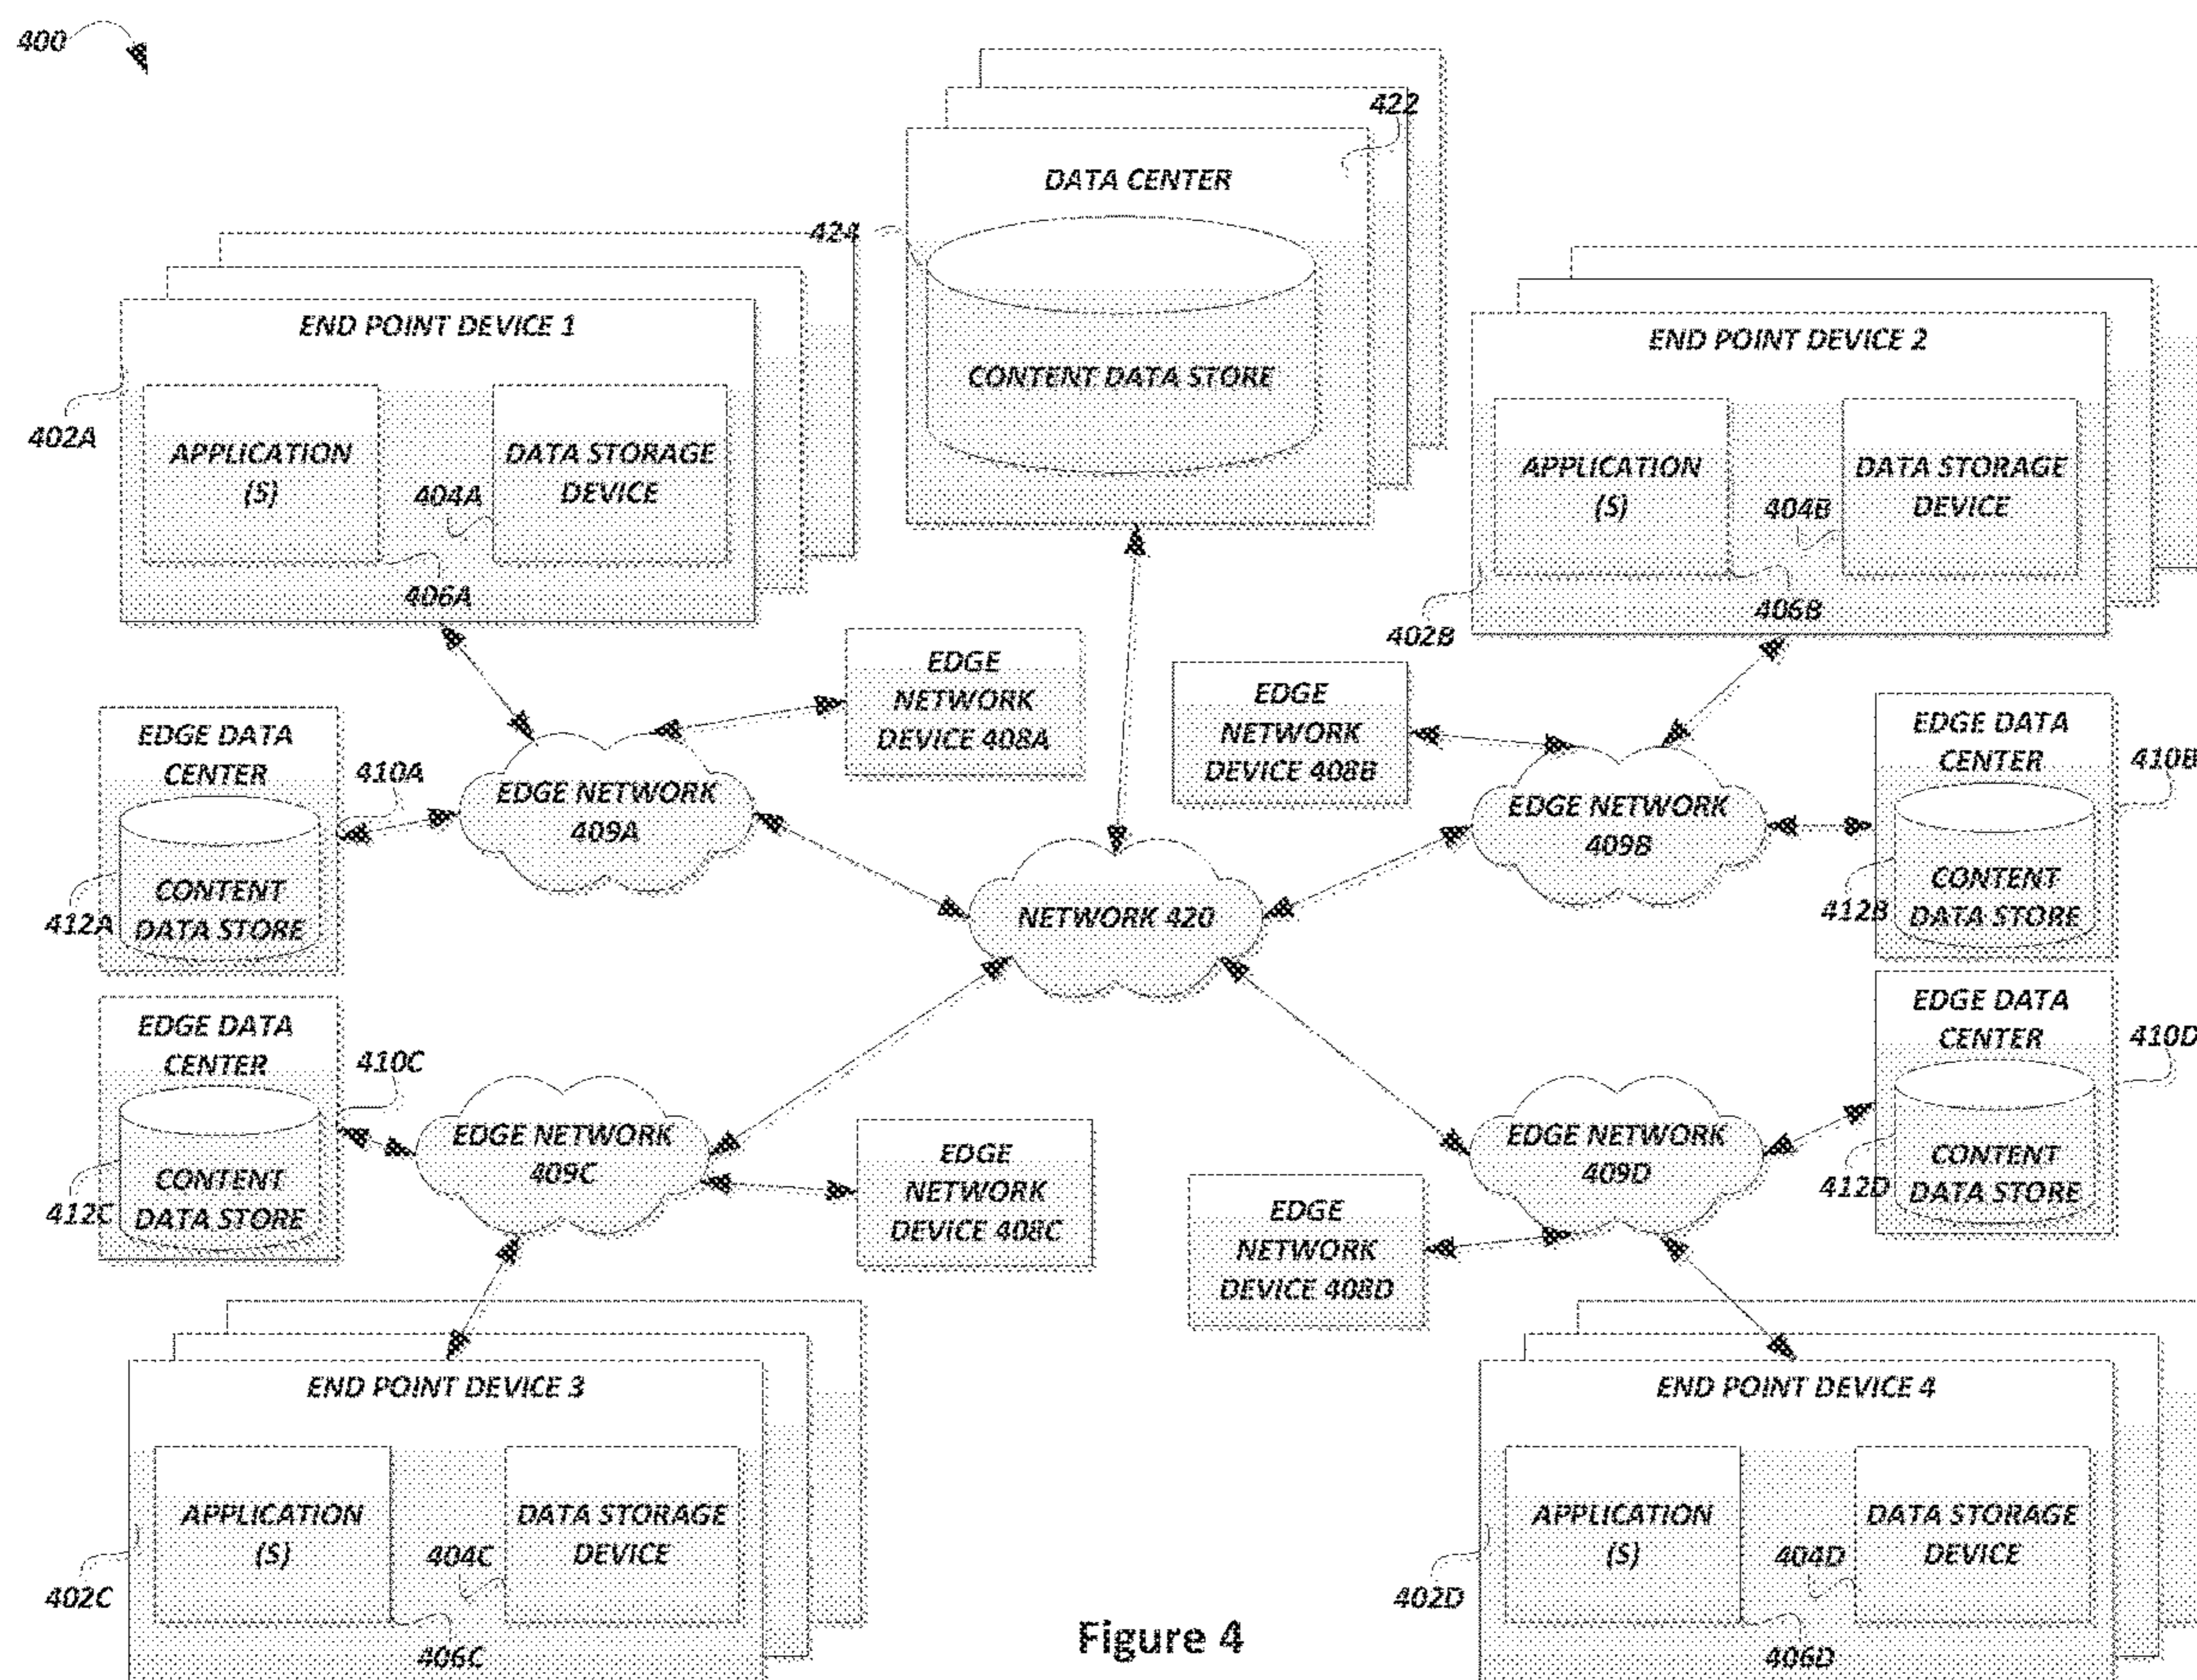 400
422
DATA CENTER
424
CONTENT DATA STORE
END POINT DEVICE 1
402A
APPLICATION
(S)
404A
DATA STORAGE
DEVICE
406A
END POINT DEVICE 2
APPLICATION
(S)
404B
DATA STORAGE
DEVICE
402B
406B
EDGE
NETWORK
DEVICE 408A
EDGE
NETWORK
DEVICE 408B
EDGE DATA
CENTER
410A
CONTENT
DATA STORE
412A
EDGE NETWORK
409A
EDGE NETWORK
409B
EDGE DATA
CENTER
410B
CONTENT
DATA STORE
412B
NETWORK 420
EDGE DATA
CENTER
410C
CONTENT
DATA STORE
412C
EDGE NETWORK
409C
EDGE
NETWORK
DEVICE 408C
EDGE NETWORK
409D
EDGE
NETWORK
DEVICE 408D
EDGE DATA
CENTER
410D
CONTENT
DATA STORE
412D
END POINT DEVICE 3
APPLICATION
(S)
404C
DATA STORAGE
DEVICE
402C
406C
END POINT DEVICE 4
APPLICATION
(S)
404D
DATA STORAGE
DEVICE
402D
406D
Figure 4